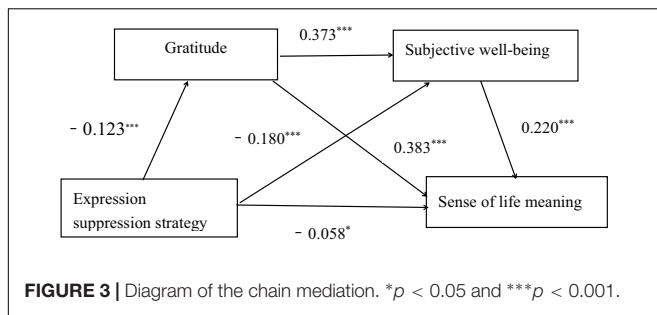 Gratitude
0.373***
Subjective well-being
- 0.123***
- 0.180***
0.383***
0.220***
Expression
suppression strategy
Sense of life meaning
- 0.058*
FIGURE 3 | Diagram of the chain mediation. *p < 0.05 and ***p < 0.001.